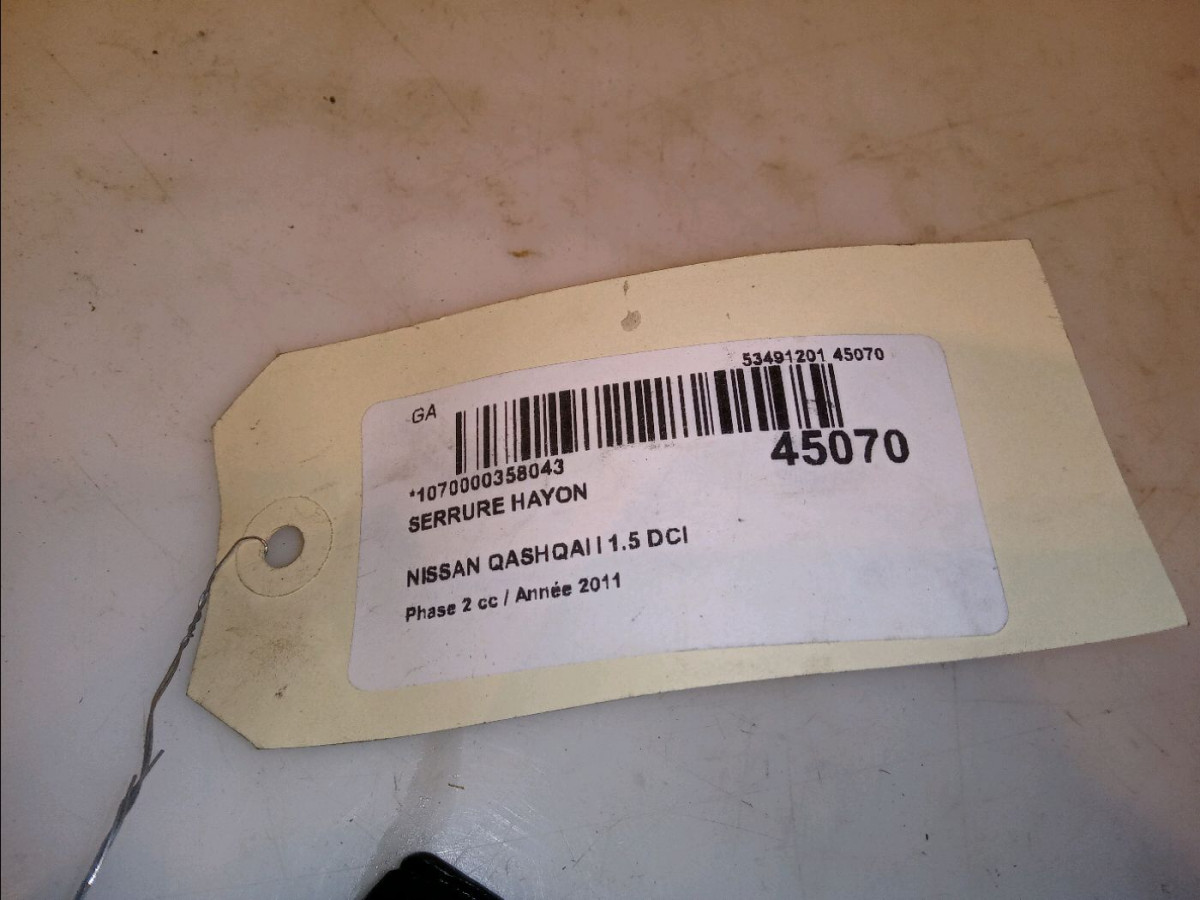 53491201 45070
GA
45070
*1070000358043
SERRURE HAYON
NISSAN QASHQAI I 1.5 DCI
Phase 2 cc / Année 2011